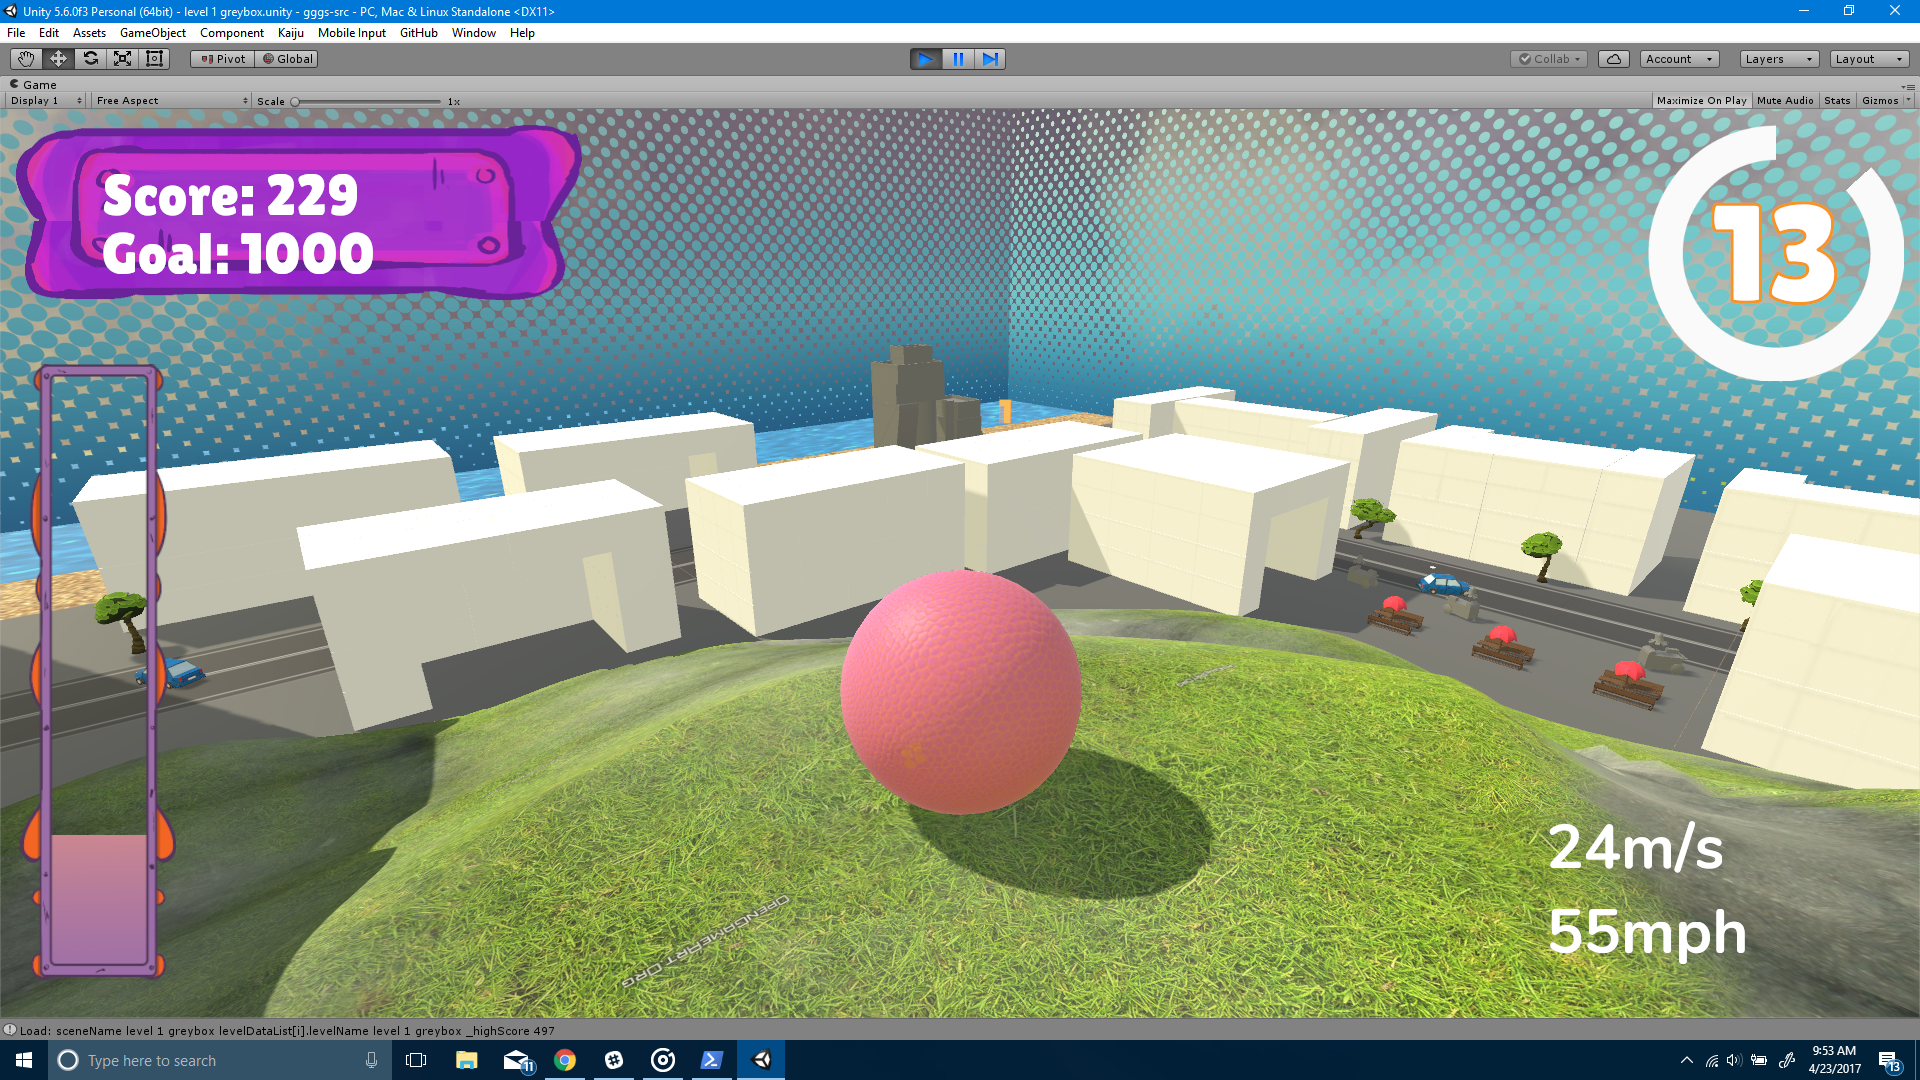 Unity 5.6.0f3 Personal (64bit) - level 1 greybox.unity - gggs-src - PC, Mac & Linux Standalone <DX11>
File Edit Assets GameObject Component Kaiju Mobile Input GitHub Window Help
Pivot Global Collab Account Layers Layout
Game
Display 1 Free Aspect Scale 1x Maximize On Play Mute Audio Stats Gizmos
Score: 229
Goal: 1000
13
24m/s
55mph
OPENGAMEART.ORG
Load: sceneName level 1 greybox levelDataList[i].levelName level 1 greybox _highScore 497
Type here to search
11
9:53 AM
4/23/2017
13